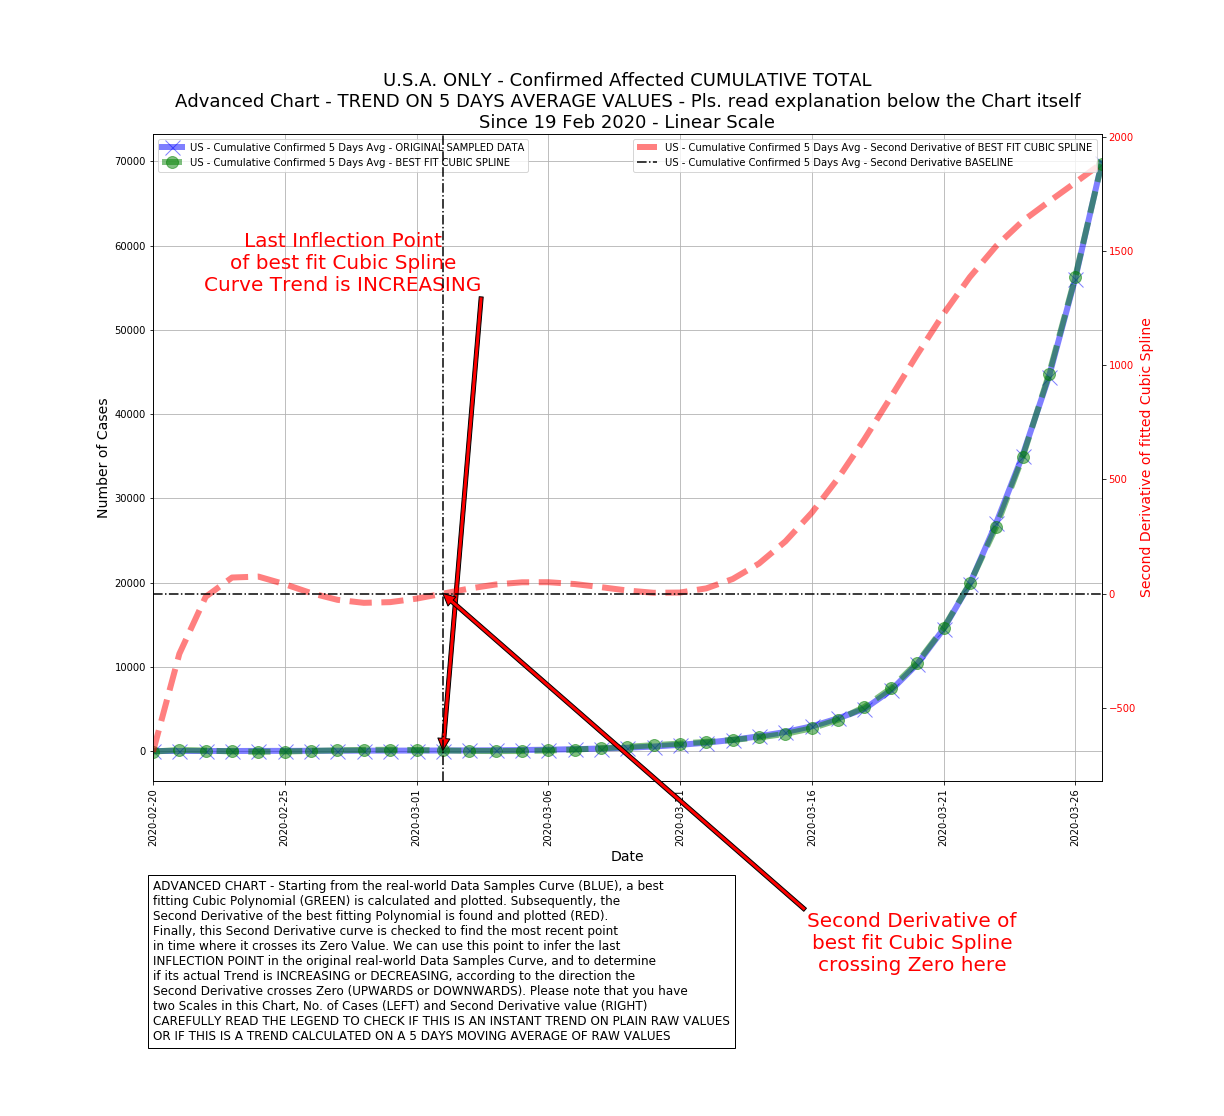 U.S.A. ONLY - Confirmed Affected CUMULATIVE TOTAL
Advanced Chart - TREND ON 5 DAYS AVERAGE VALUES - Pls. read explanation below the Chart itself
Since 19 Feb 2020 - Linear Scale
US - Cumulative Confirmed 5 Days Avg - ORIGINAL SAMPLED DATA
US - Cumulative Confirmed 5 Days Avg - BEST FIT CUBIC SPLINE
US - Cumulative Confirmed 5 Days Avg - Second Derivative of BEST FIT CUBIC SPLINE
US - Cumulative Confirmed 5 Days Avg - Second Derivative BASELINE
Last Inflection Point
of best fit Cubic Spline
Curve Trend is INCREASING
Number of Cases
70000
60000
50000
40000
30000
20000
10000
0
2000
1500
1000
500
0
−500
Second Derivative of fitted Cubic Spline
2020-02-20
2020-02-25
2020-03-01
2020-03-06
2020-03-11
2020-03-16
2020-03-21
2020-03-26
Date
ADVANCED CHART - Starting from the real-world Data Samples Curve (BLUE), a best
fitting Cubic Polynomial (GREEN) is calculated and plotted. Subsequently, the
Second Derivative of the best fitting Polynomial is found and plotted (RED).
Finally, this Second Derivative curve is checked to find the most recent point
in time where it crosses its Zero Value. We can use this point to infer the last
INFLECTION POINT in the original real-world Data Samples Curve, and to determine
if its actual Trend is INCREASING or DECREASING, according to the direction the
Second Derivative crosses Zero (UPWARDS or DOWNWARDS). Please note that you have
two Scales in this Chart, No. of Cases (LEFT) and Second Derivative value (RIGHT)
CAREFULLY READ THE LEGEND TO CHECK IF THIS IS AN INSTANT TREND ON PLAIN RAW VALUES
OR IF THIS IS A TREND CALCULATED ON A 5 DAYS MOVING AVERAGE OF RAW VALUES
Second Derivative of
best fit Cubic Spline
crossing Zero here